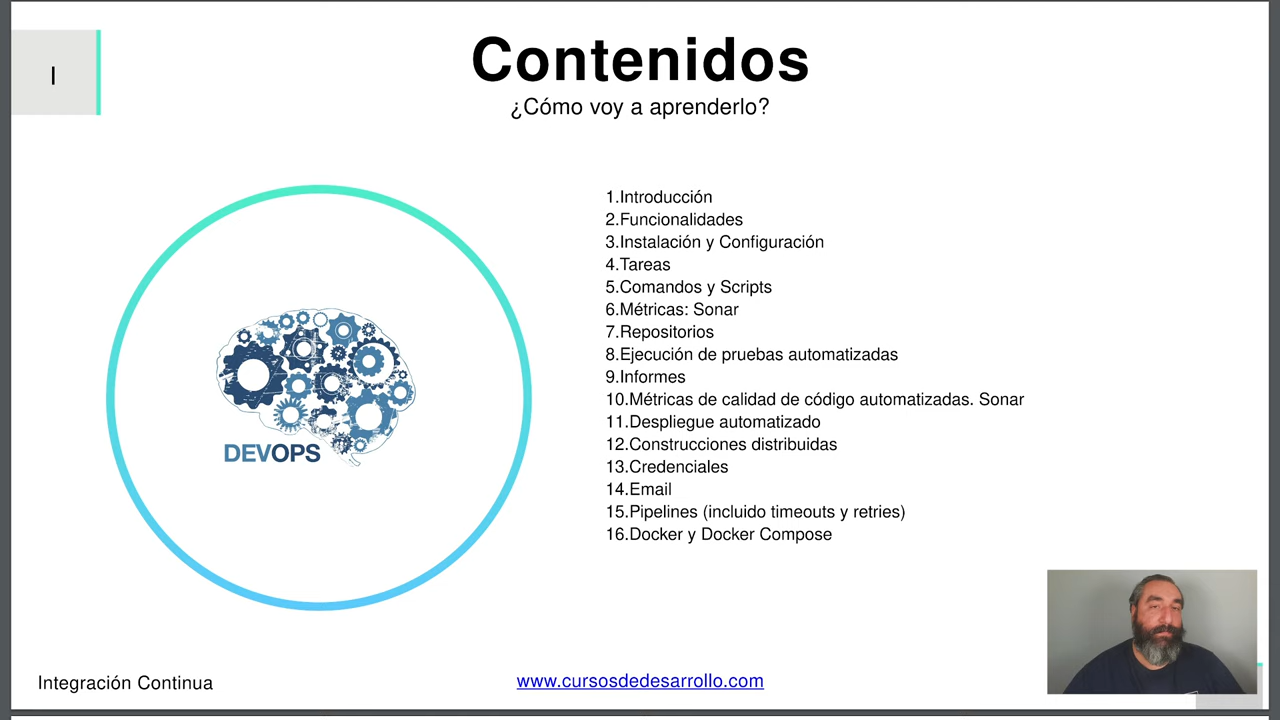 I
Contenidos
¿Cómo voy a aprenderlo?
1.Introducción
2.Funcionalidades
3.Instalación y Configuración
4.Tareas
5.Comandos y Scripts
6.Métricas: Sonar
7.Repositorios
8.Ejecución de pruebas automatizadas
9.Informes
10.Métricas de calidad de código automatizadas. Sonar
11.Despliegue automatizado
12.Construcciones distribuidas
13.Credenciales
14.Email
15.Pipelines (incluido timeouts y retries)
16.Docker y Docker Compose
DEVOPS
Integración Continua
www.cursosdedesarrollo.com